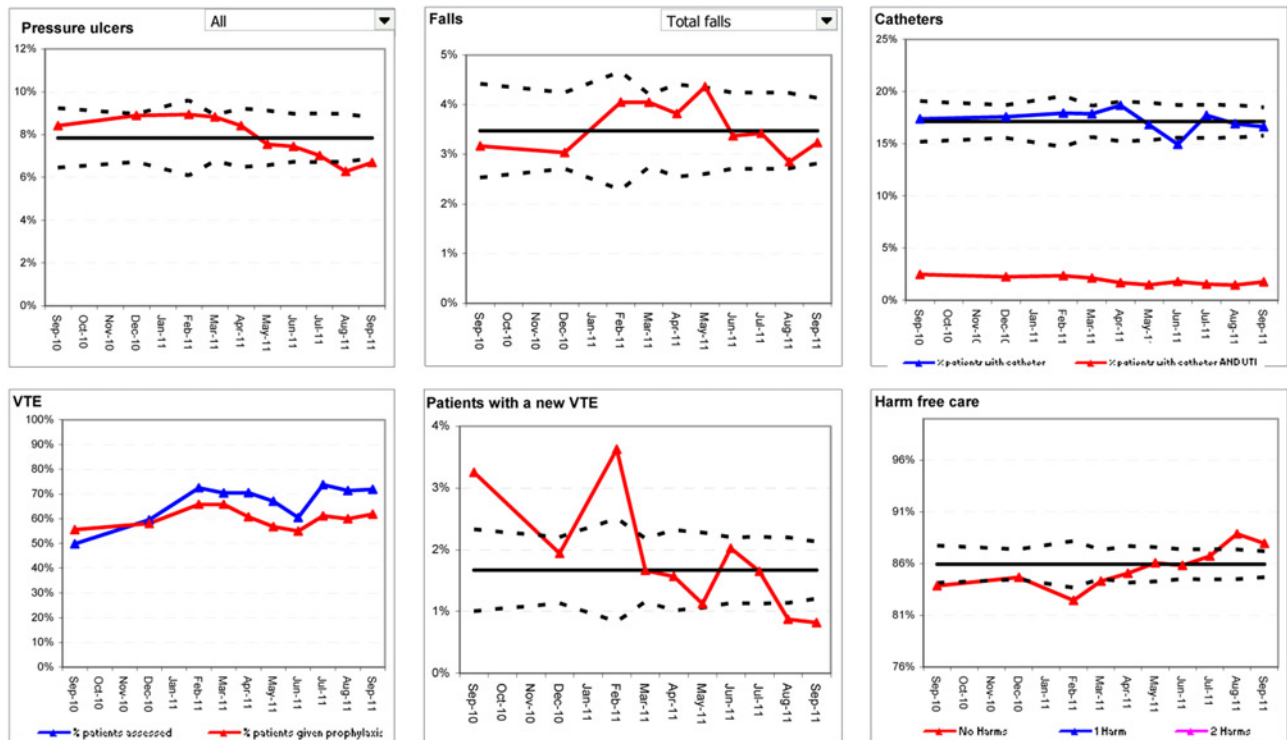 Pressure ulcers
All
12%
10%
8%
6%
4%
2%
0%
Sep-10
Oct-10
Nov-10
Dec-10
Jan-11
Feb-11
Mar-11
Apr-11
May-11
Jun-11
Jul-11
Aug-11
Sep-11
Falls
Total falls
5%
4%
3%
2%
1%
0%
Sep-10
Oct-10
Nov-10
Dec-10
Jan-11
Feb-11
Mar-11
Apr-11
May-11
Jun-11
Jul-11
Aug-11
Sep-11
Catheters
25%
20%
15%
10%
5%
0%
Sep-10
Oct-10
Nov-10
Dec-10
Jan-11
Feb-11
Mar-11
Apr-11
May-1
Jun-11
Jul-11
Aug-11
Sep-11
% patients with catheter
% patients with catheter AND UTI
VTE
100%
90%
80%
70%
60%
50%
40%
30%
20%
10%
0%
Sep-10
Oct-10
Nov-10
Dec-10
Jan-11
Feb-11
Mar-11
Apr-11
May-11
Jun-11
Jul-11
Aug-11
Sep-11
% patients assessed
% patients given prophylaxis
Patients with a new VTE
4%
3%
2%
1%
0%
Sep-10
Oct-10
Nov-10
Dec-10
Jan-11
Feb-11
Mar-11
Apr-11
May-11
Jun-11
Jul-11
Aug-11
Sep-11
Harm free care
96%
91%
86%
81%
76%
Sep-10
Oct-10
Nov-10
Dec-10
Jan-11
Feb-11
Mar-11
Apr-11
May-11
Jun-11
Jul-11
Aug-11
Sep-11
No Harms
1 Harm
2 Harms